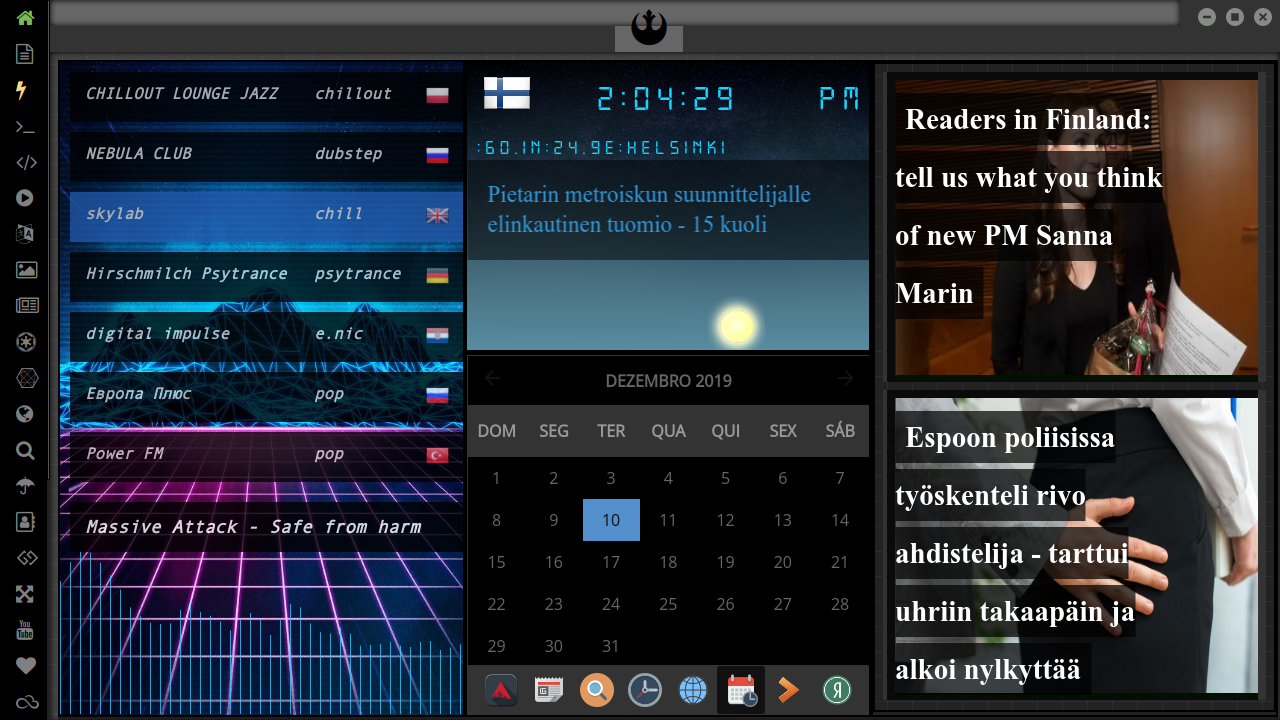 CHILLOUT LOUNGE JAZZ chillout
NEBULA CLUB dubstep
skylab chill
Hirschmilch Psytrance psytrance
digital impulse e.nic
Европа Плюс pop
Power FM pop
Massive Attack - Safe from harm
2:04:29 PM
:60.1N:24.9E:HELSINKI
Pietarin metroiskun suunnittelijalle
elinkautinen tuomio - 15 kuoli
DEZEMBRO 2019
DOM SEG TER QUA QUI SEX SÁB
1 2 3 4 5 6 7
8 9 10 11 12 13 14
15 16 17 18 19 20 21
22 23 24 25 26 27 28
29 30 31
Readers in Finland:
tell us what you think
of new PM Sanna
Marin
Espoon poliisissa
työskenteli rivo
ahdistelija - tarttui
uhriin takaapäin ja
alkoi nylkyttää
You
Tube
Я